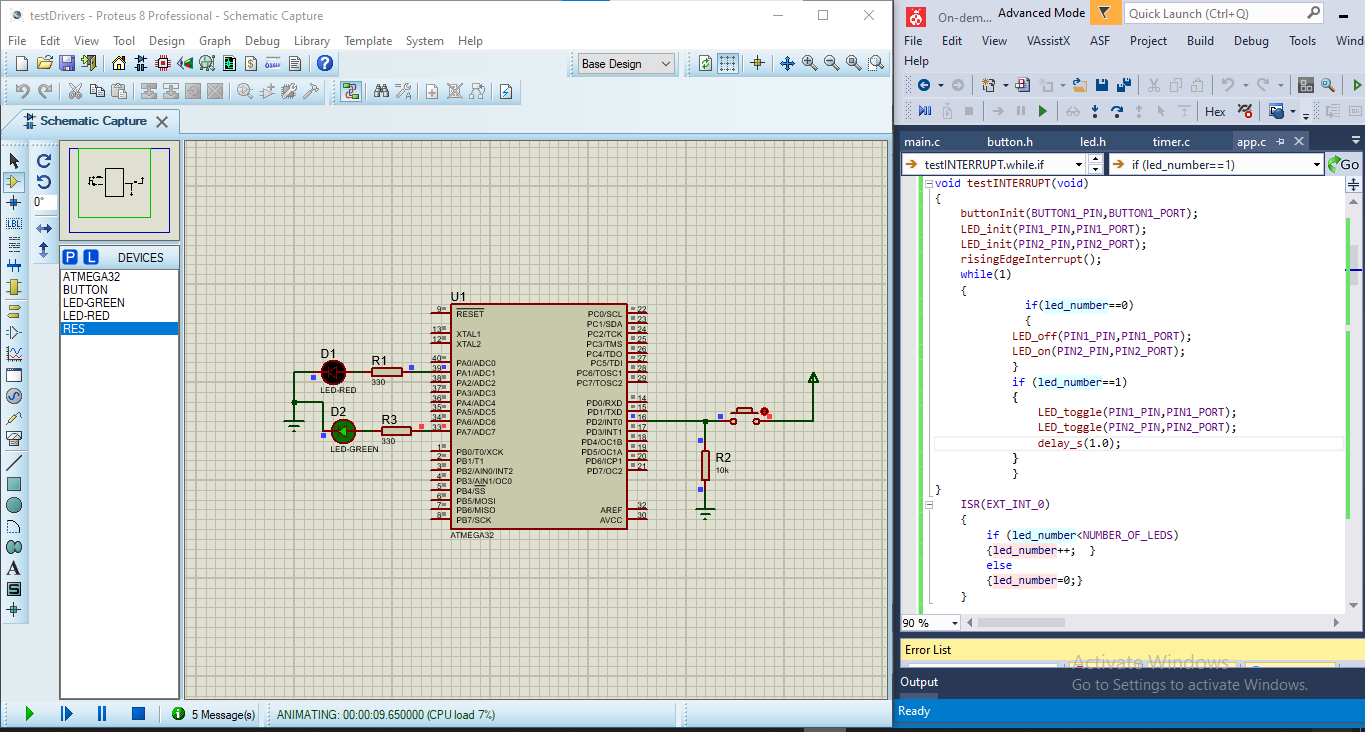 testDrivers - Proteus 8 Professional - Schematic Capture
File Edit View Tool Design Graph Debug Library Template System Help
Base Design
Schematic Capture
0°
LBL
P L DEVICES
ATMEGA32
BUTTON
LED-GREEN
LED-RED
RES
A
S
U1
9 RESET
13 XTAL1
12 XTAL2
40 PA0/ADC0
39 PA1/ADC1
38 PA2/ADC2
37 PA3/ADC3
36 PA4/ADC4
35 PA5/ADC5
34 PA6/ADC6
33 PA7/ADC7
1 PB0/T0/XCK
2 PB1/T1
3 PB2/AIN0/INT2
4 PB3/AIN1/OC0
5 PB4/SS
6 PB5/MOSI
7 PB6/MISO
8 PB7/SCK
PC0/SCL 22
PC1/SDA 23
PC2/TCK 24
PC3/TMS 25
PC4/TDO 26
PC5/TDI 27
PC6/TOSC1 28
PC7/TOSC2 29
PD0/RXD 14
PD1/TXD 15
PD2/INT0 16
PD3/INT1 17
PD4/OC1B 18
PD5/OC1A 19
PD6/ICP1 20
PD7/OC2 21
AREF 32
AVCC 30
ATMEGA32
D1
LED-RED
R1
330
D2
LED-GREEN
R3
330
R2
10k
5 Message(s)
ANIMATING: 00:00:09.650000 (CPU load 7%)
On-dem... Advanced Mode Quick Launch (Ctrl+Q)
File Edit View VAssistX ASF Project Build Debug Tools Wind
Help
Hex
main.c button.h led.h timer.c app.c
testINTERRUPT.while.if if (led_number==1) Go
void testINTERRUPT(void)
{
buttonInit(BUTTON1_PIN,BUTTON1_PORT);
LED_init(PIN1_PIN,PIN1_PORT);
LED_init(PIN2_PIN,PIN2_PORT);
risingEdgeInterrupt();
while(1)
{
if(led_number==0)
{
LED_off(PIN1_PIN,PIN1_PORT);
LED_on(PIN2_PIN,PIN2_PORT);
}
if (led_number==1)
{
LED_toggle(PIN1_PIN,PIN1_PORT);
LED_toggle(PIN2_PIN,PIN2_PORT);
delay_s(1.0);
}
}
}
ISR(EXT_INT_0)
{
if (led_number<NUMBER_OF_LEDS)
{led_number++; }
else
{led_number=0;}
}
90 %
Error List
Activate Windows
Go to Settings to activate Windows.
Output
Ready